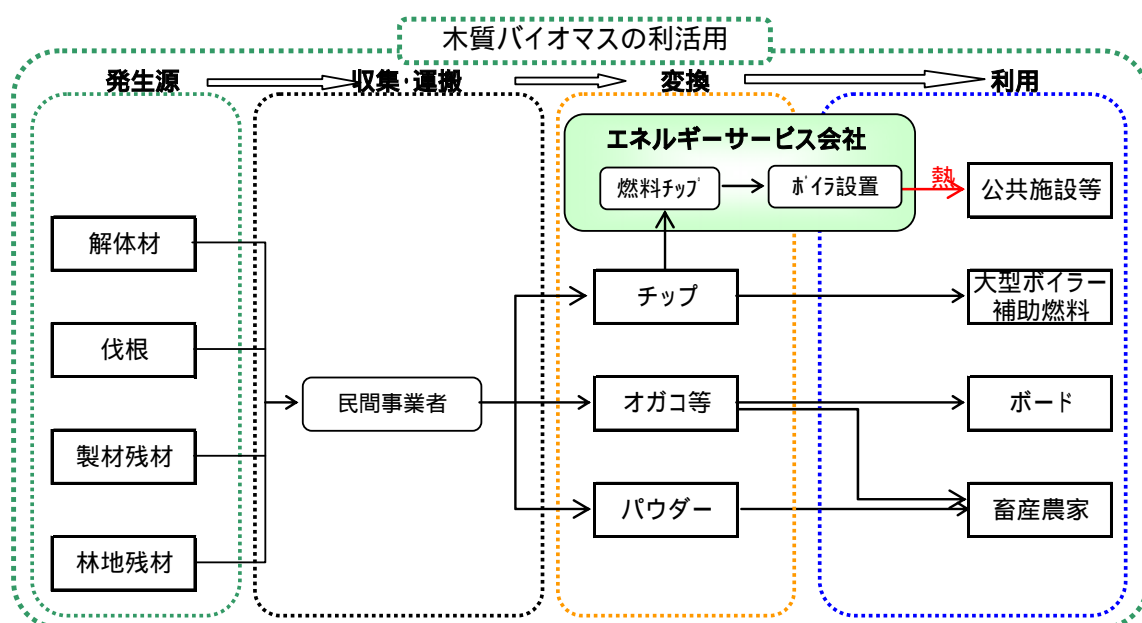 木質バイオマスの利活用
発生源
収集・運搬
変換
利用
エネルギーサービス会社
燃料チップ
ボイラ設置
熱
公共施設等
解体材
チップ
大型ボイラー
補助燃料
伐根
民間事業者
オガコ等
ボード
製材残材
パウダー
畜産農家
林地残材